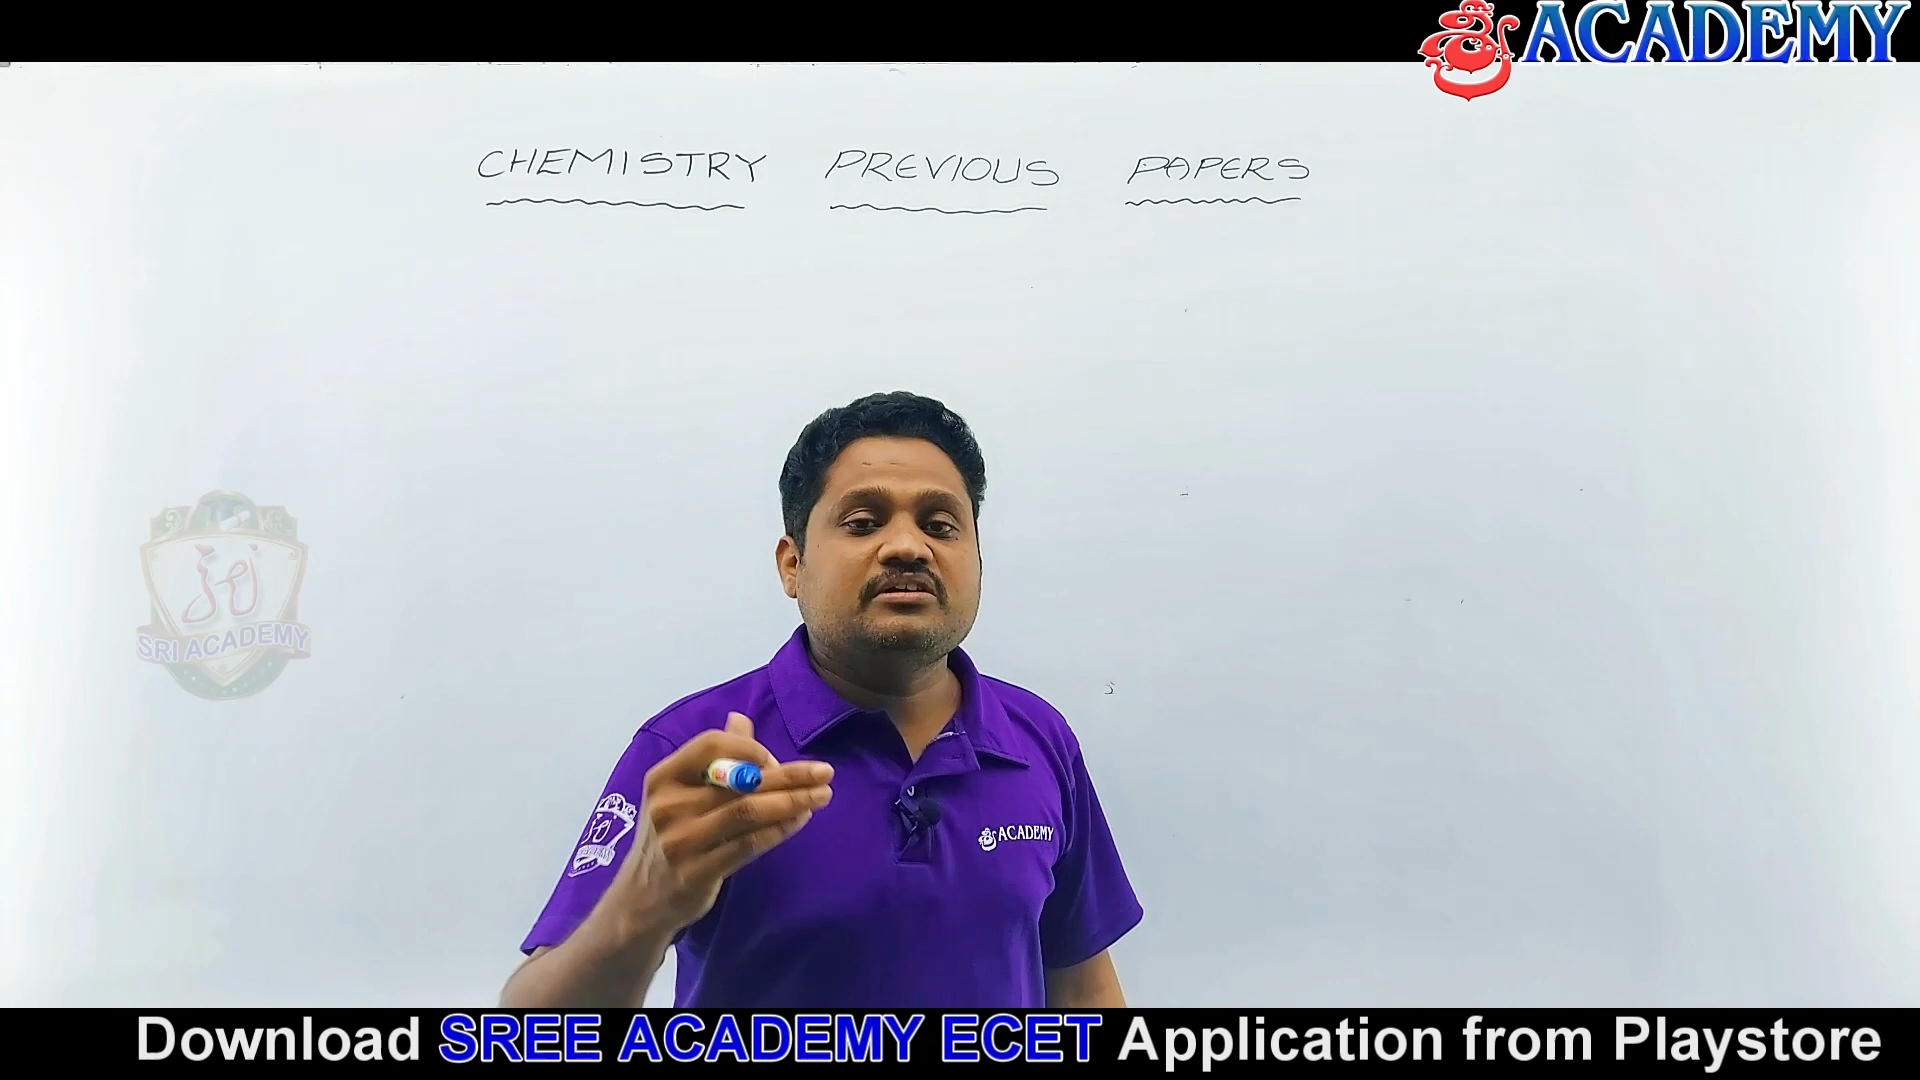 ACADEMY
CHEMISTRY PREVIOUS PAPERS
SRI ACADEMY
ACADEMY
Download SREE ACADEMY ECET Application from Playstore